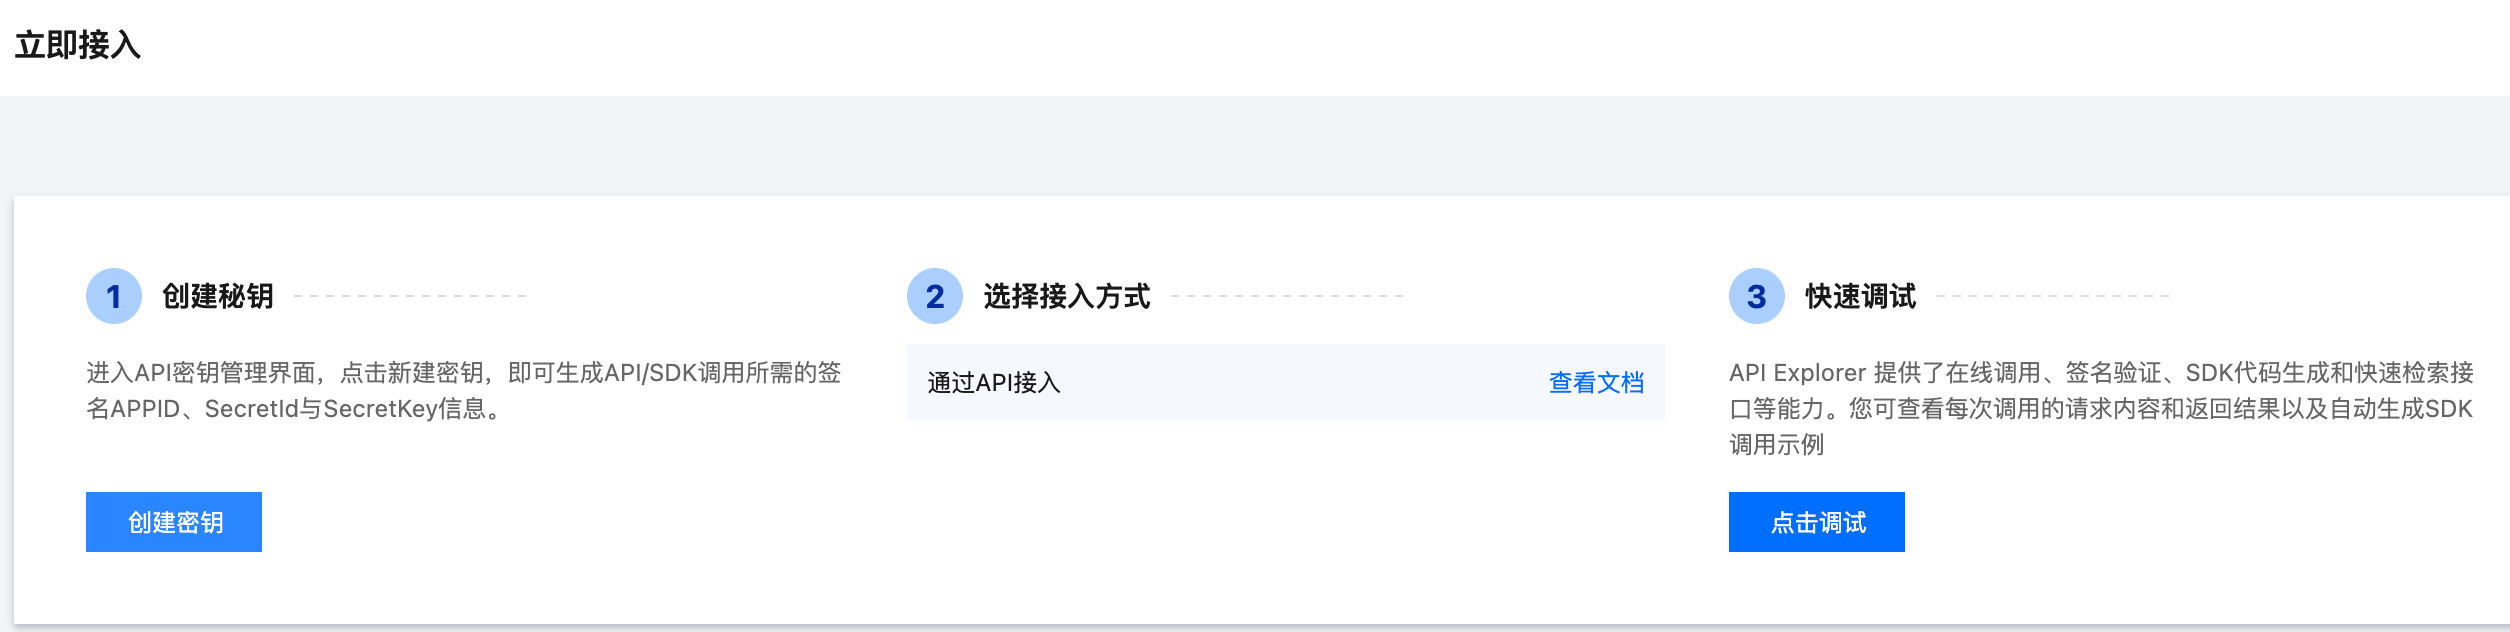 立即接入
1 创建秘钥
进入API密钥管理界面，点击新建密钥，即可生成API/SDK调用所需的签
名APPID、SecretId与SecretKey信息。
创建密钥
2 选择接入方式
通过API接入 查看文档
3 快速调试
API Explorer 提供了在线调用、签名验证、SDK代码生成和快速检索接
口等能力。您可查看每次调用的请求内容和返回结果以及自动生成SDK
调用示例
点击调试